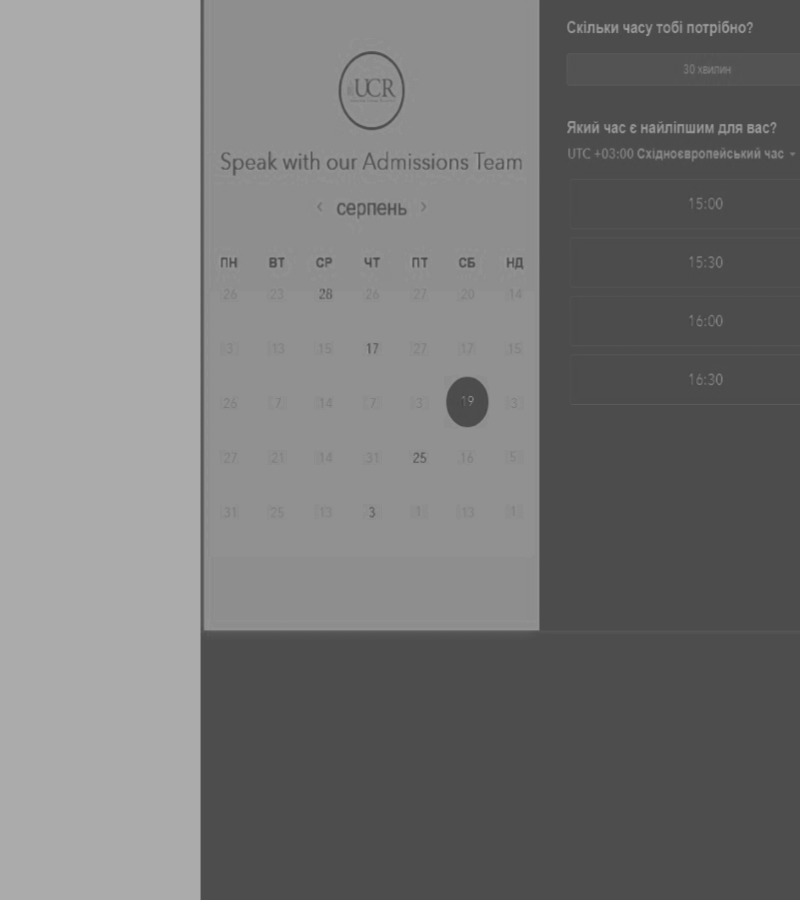 UCR
Speak with our Admissions Team
‹ серпень ›
ПН ВТ СР ЧТ ПТ СБ НД
26 23 28 26 27 20 14
3 13 15 17 27 17 15
26 7 14 7 3 19 3
27 21 14 31 25 16 5
31 25 13 3 1 13 1
Скільки часу тобі потрібно?
30 хвилин
Який час є найліпшим для вас?
UTC +03:00 Східноєвропейський час
15:00
15:30
16:00
16:30